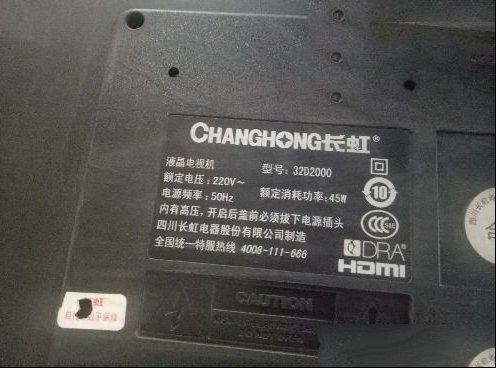 CHANGHONG长虹®
液晶电视机 型号:32D2000
额定电压:220V~ 额定消耗功率:45W
电源频率:50Hz
10
内有高压,开启后盖前必须拔下电源插头
四川长虹电器股份有限公司制造
全国统一特服热线 4008-111-666
CCC S&E
DRA®
HDMI
CAUTION
虹